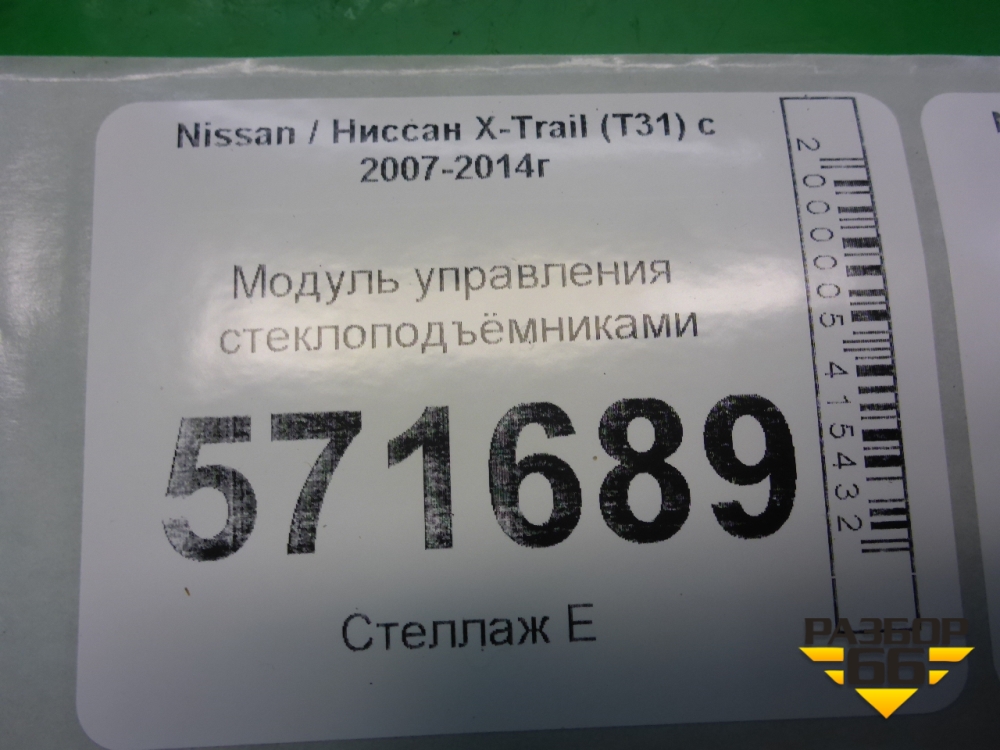 Nissan / Ниссан X-Trail (T31) с
2007-2014г
Модуль управления
стеклоподъёмниками
571689
Стеллаж Е
2000005415432
РАЗБОР
66